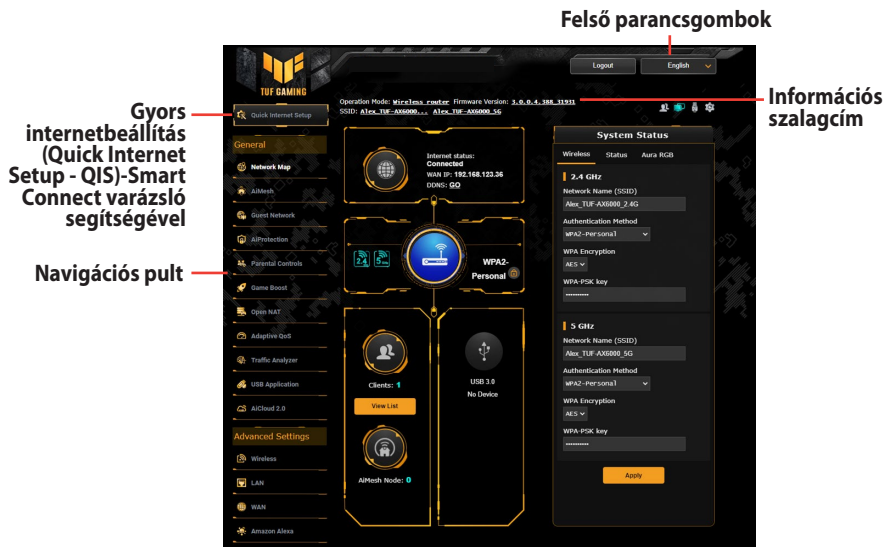 Felső parancsgombok
Logout
English
TUF GAMING
Operation Mode: Wireless router Firmware Version: 3.0.0.4.388_31931
SSID: Alex_TUF-AX6000... Alex_TUF-AX6000_5G
Információs
szalagcím
Gyors
internetbeállítás
(Quick Internet
Setup - QIS)-Smart
Connect varázsló
segítségével
Navigációs pult
Quick Internet Setup
General
Network Map
AiMesh
Guest Network
AiProtection
Parental Controls
Game Boost
Open NAT
Adaptive QoS
Traffic Analyzer
USB Application
AiCloud 2.0
Advanced Settings
Wireless
LAN
WAN
Amazon Alexa
Internet status:
Connected
WAN IP: 192.168.123.36
DDNS: GO
2.4
5
WPA2-
Personal
Clients: 1
View List
AiMesh Node: 0
USB 3.0
No Device
System Status
Wireless Status Aura RGB
2.4 GHz
Network Name (SSID)
Alex_TUF-AX6000_2.4G
Authentication Method
WPA2-Personal
WPA Encryption
AES
WPA-PSK key
••••••••••
5 GHz
Network Name (SSID)
Alex_TUF-AX6000_5G
Authentication Method
WPA2-Personal
WPA Encryption
AES
WPA-PSK key
••••••••••
Apply